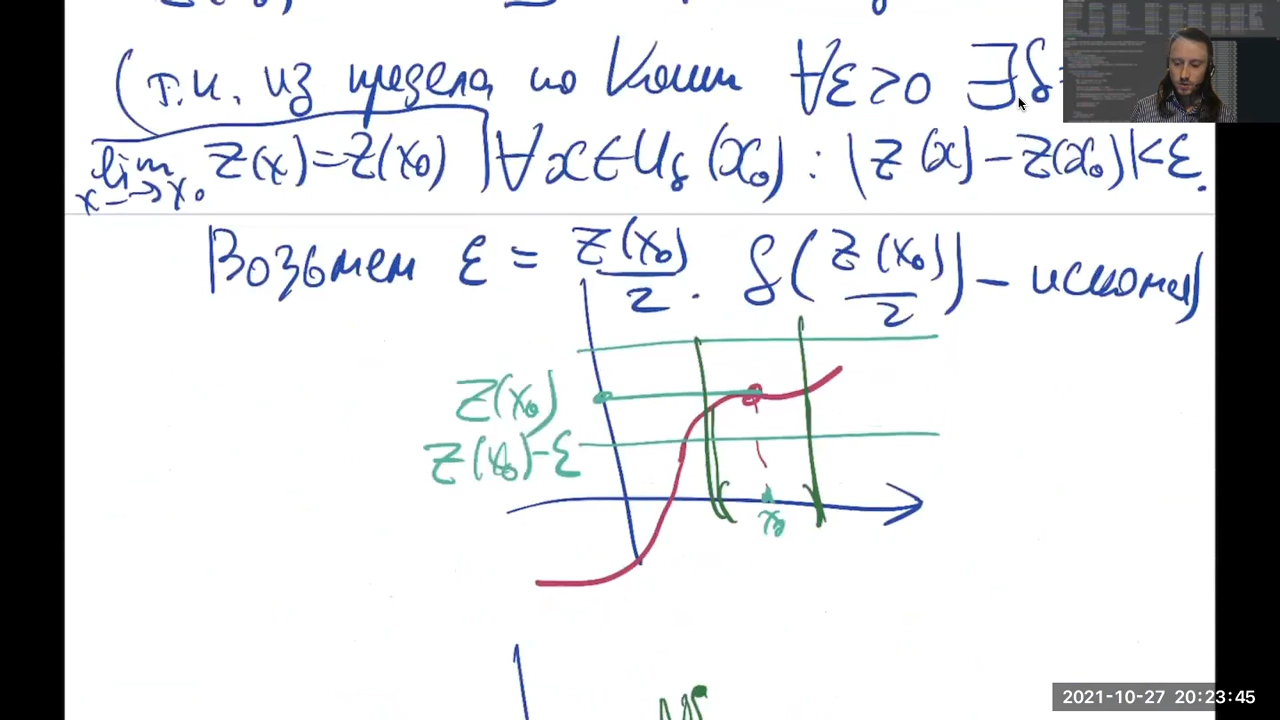 (т.к. из предела по Коши ∀ε>0 ∃δ
lim x→x₀ Z(x)=Z(x₀) ∀x∈U_δ(x₀): |Z(x)-Z(x₀)|<ε.
Возьмем ε = Z(x₀)/2. δ(Z(x₀)/2) – искомая
Z(x₀)
Z(x₀)-ε
x₀
2021-10-27 20:23:45